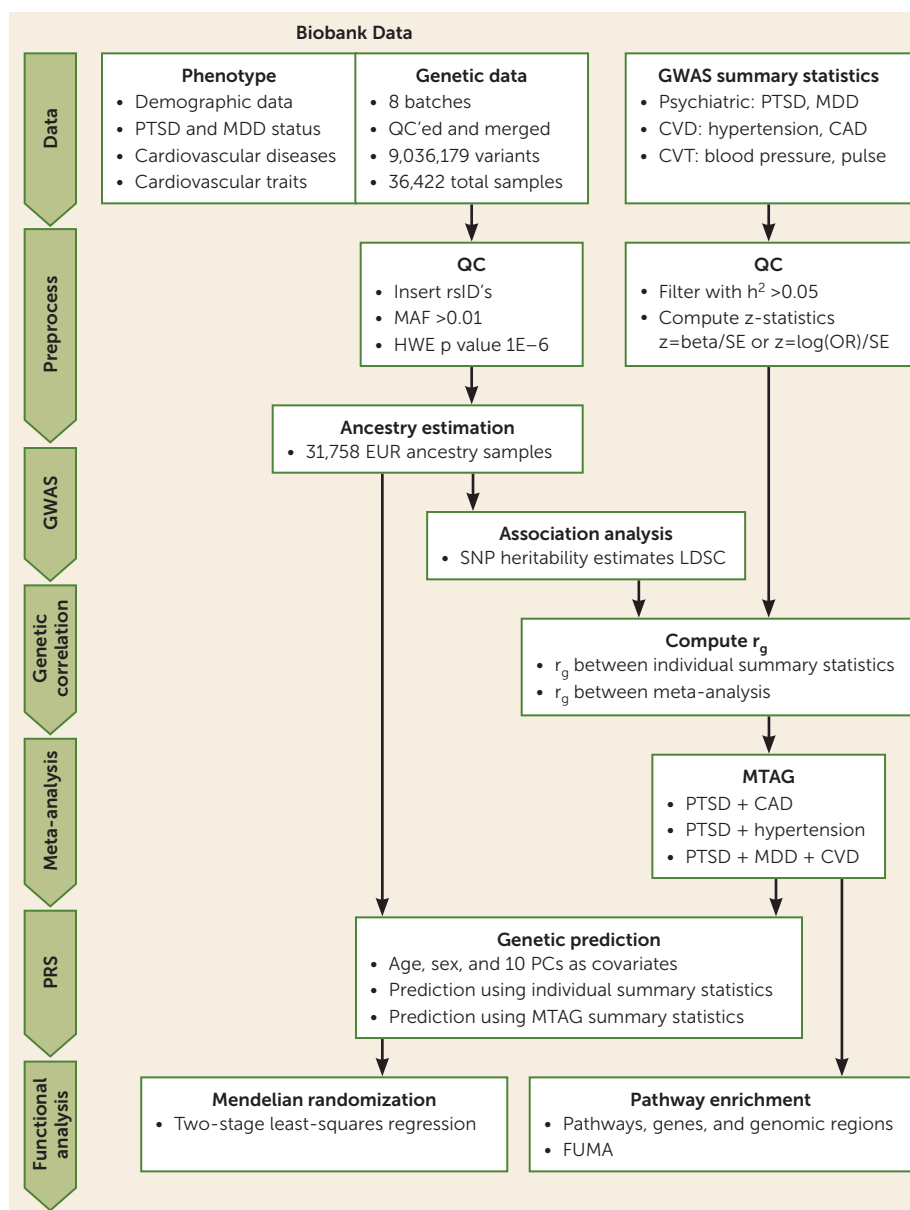 Biobank Data
Data
Phenotype
• Demographic data
• PTSD and MDD status
• Cardiovascular diseases
• Cardiovascular traits
Genetic data
• 8 batches
• QC'ed and merged
• 9,036,179 variants
• 36,422 total samples
GWAS summary statistics
• Psychiatric: PTSD, MDD
• CVD: hypertension, CAD
• CVT: blood pressure, pulse
Preprocess
QC
• Insert rsID's
• MAF >0.01
• HWE p value 1E−6
QC
• Filter with h² >0.05
• Compute z-statistics
z=beta/SE or z=log(OR)/SE
Ancestry estimation
• 31,758 EUR ancestry samples
GWAS
Association analysis
• SNP heritability estimates LDSC
Genetic
correlation
Compute rg
• rg between individual summary statistics
• rg between meta-analysis
Meta-analysis
MTAG
• PTSD + CAD
• PTSD + hypertension
• PTSD + MDD + CVD
PRS
Genetic prediction
• Age, sex, and 10 PCs as covariates
• Prediction using individual summary statistics
• Prediction using MTAG summary statistics
Functional
analysis
Mendelian randomization
• Two-stage least-squares regression
Pathway enrichment
• Pathways, genes, and genomic regions
• FUMA